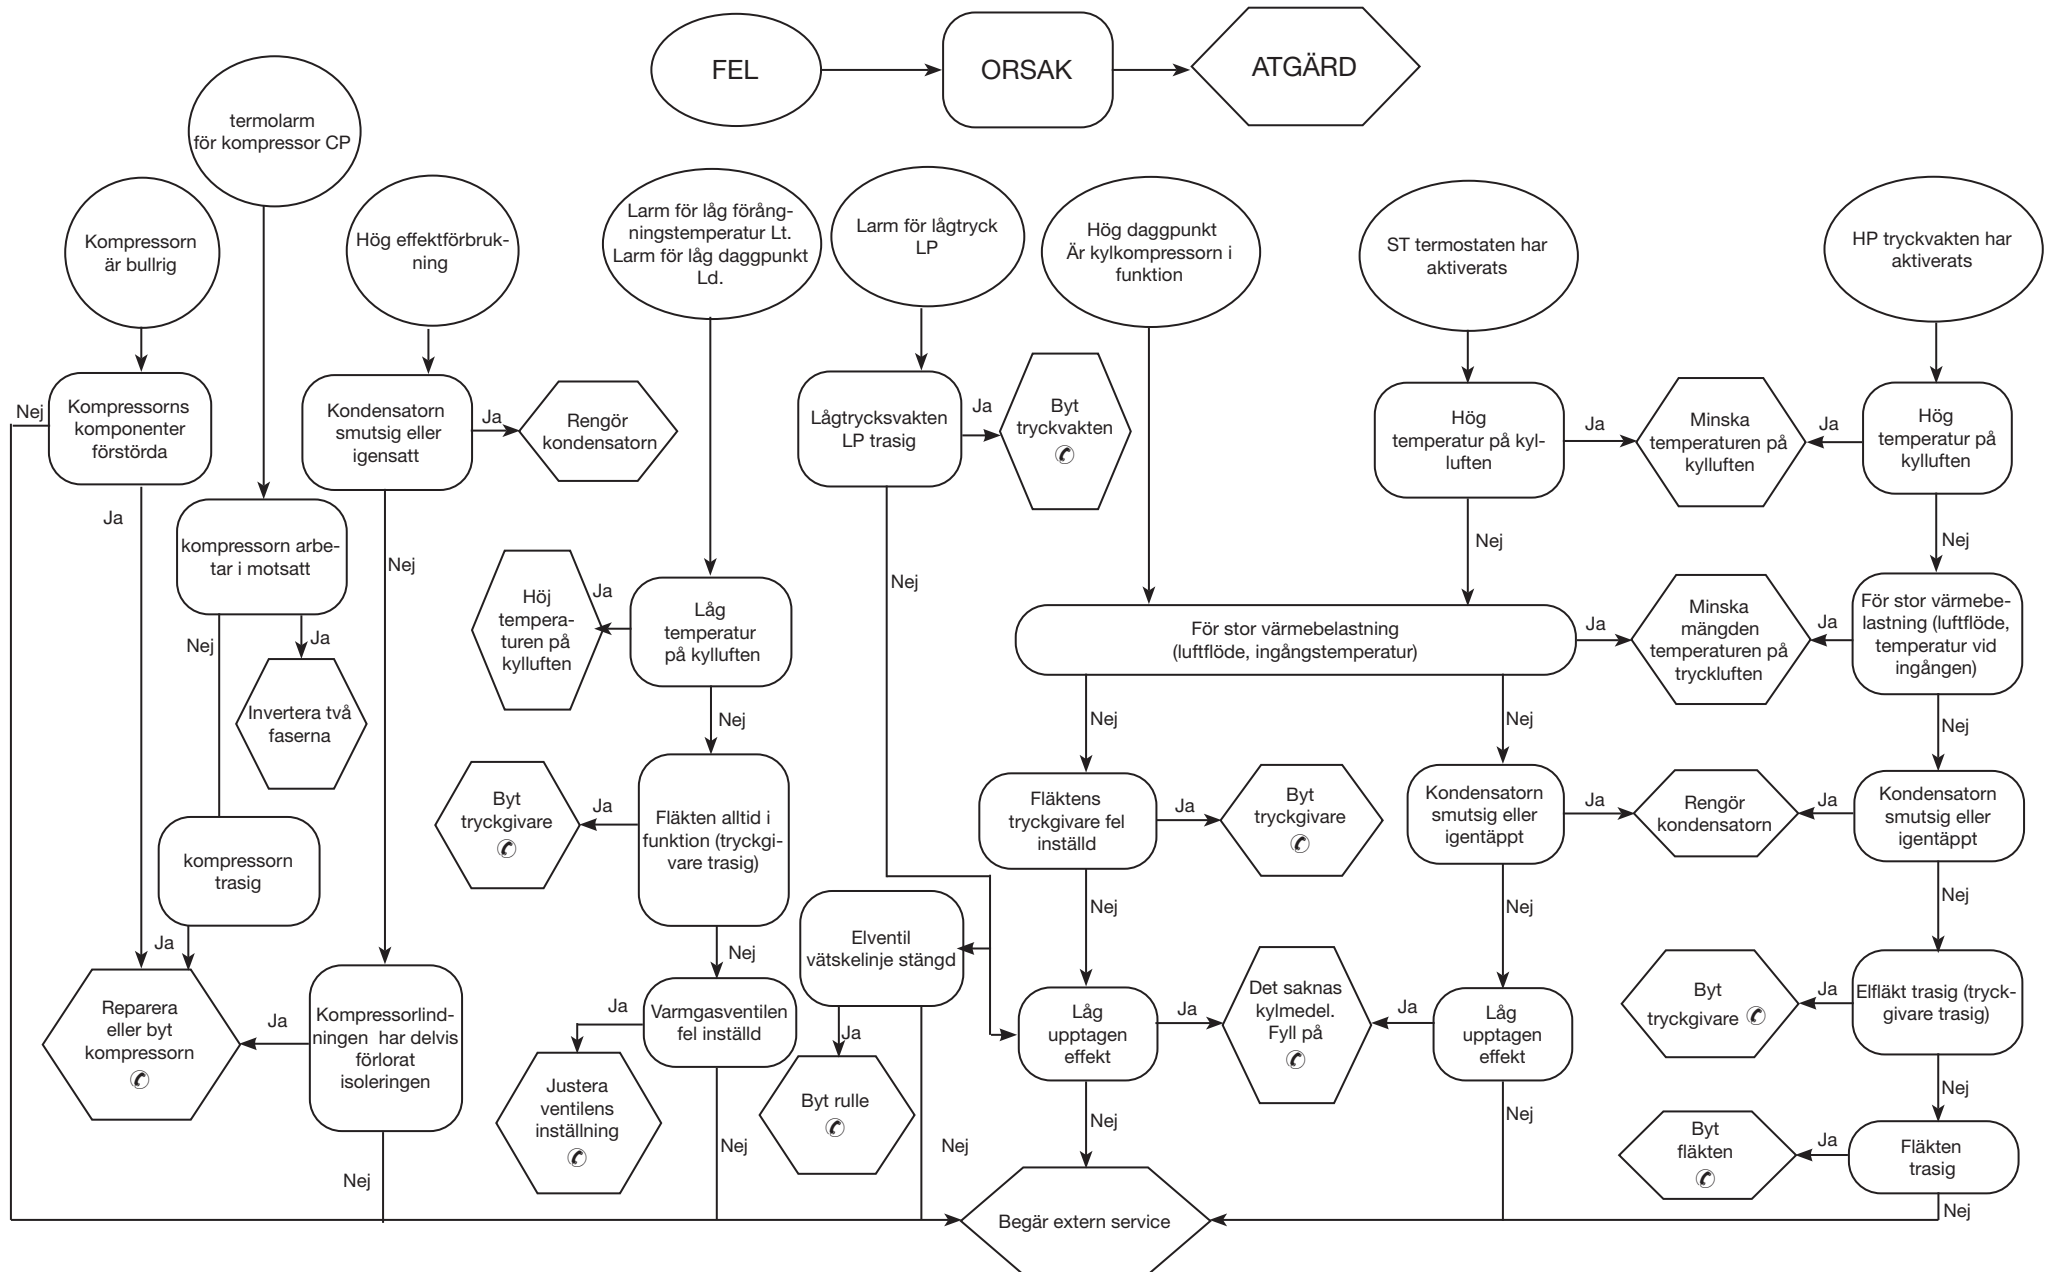 FEL
ORSAK
ATGÄRD
termolarm
för kompressor CP
Kompressorn
är bullrig
Hög effektförbruk-
ning
Larm för låg förång-
ningstemperatur Lt.
Larm för låg daggpunkt
Ld.
Larm för lågtryck
LP
Hög daggpunkt
Är kylkompressorn i
funktion
ST termostaten har
aktiverats
HP tryckvakten har
aktiverats
Nej
Kompressorns
komponenter
förstörda
Kondensatorn
smutsig eller
igensatt
Ja
Rengör
kondensatorn
Lågtrycksvakten
LP trasig
Ja
Byt
tryckvakten
Hög
temperatur på kyl-
luften
Ja
Minska
temperaturen på
kylluften
Ja
Hög
temperatur på
kylluften
Ja
kompressorn arbe-
tar i motsatt
Nej
Nej
Nej
Nej
Höj
tempera-
turen på
kylluften
Ja
Låg
temperatur
på kylluften
För stor värmebelastning
(luftflöde, ingångstemperatur)
Ja
Minska
mängden
temperaturen på
tryckluften
Ja
För stor värmebe-
lastning (luftflöde,
temperatur vid
ingången)
Nej
Ja
Invertera två
faserna
Nej
Nej
Nej
Nej
Byt
tryckgivare
Ja
Fläkten alltid i
funktion (tryckgi-
vare trasig)
Fläktens
tryckgivare fel
inställd
Ja
Byt
tryckgivare
Kondensatorn
smutsig eller
igentäppt
Ja
Rengör
kondensatorn
Ja
Kondensatorn
smutsig eller
igentäppt
kompressorn
trasig
Ja
Nej
Elventil
vätskelinje stängd
Nej
Nej
Nej
Reparera
eller byt
kompressorn
Ja
Kompressorlind-
ningen  har delvis
förlorat
isoleringen
Ja
Varmgasventilen
fel inställd
Justera
ventilens
inställning
Ja
Byt rulle
Låg
upptagen
effekt
Ja
Det saknas
kylmedel.
Fyll på
Ja
Låg
upptagen
effekt
Byt
tryckgivare
Ja
Elfläkt trasig (tryck-
givare trasig)
Nej
Nej
Nej
Nej
Nej
Nej
Byt
fläkten
Ja
Fläkten
trasig
Nej
Begär extern service
Nej